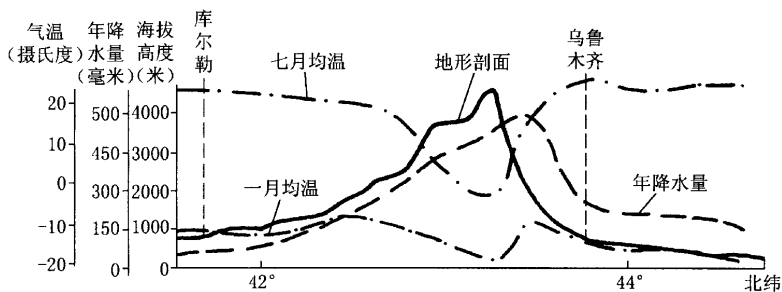 气温
（摄氏度）
年降
水量
（毫米）
海拔
高度
（米）
库
尔
勒
七月均温
地形剖面
乌鲁
木齐
一月均温
年降水量
20
10
0
-10
-20
500
450
300
150
0
4000
3000
2000
1000
0
42°
44°
北纬